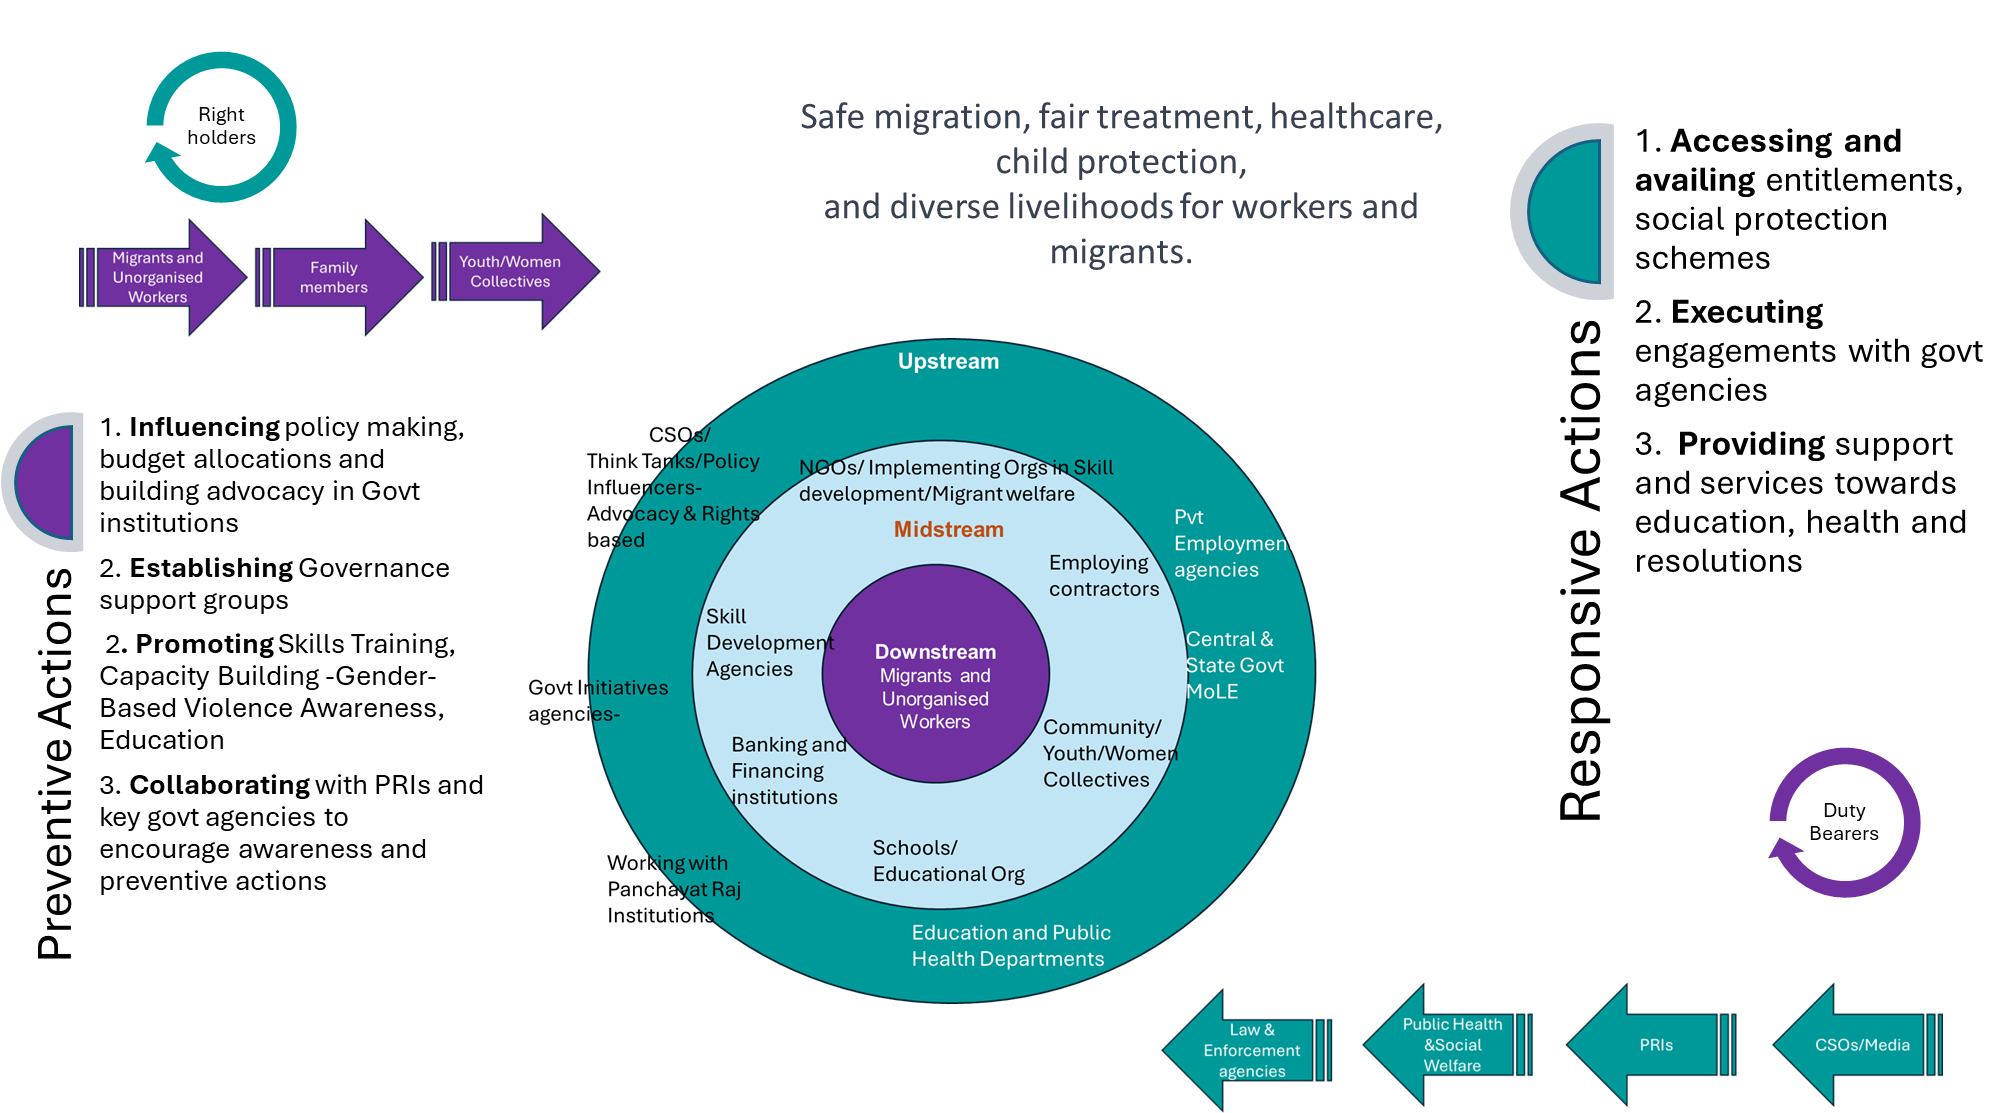 Right
holders
Migrants and
Unorganised
Workers
Family
members
Youth/Women
Collectives
Safe migration, fair treatment, healthcare,
child protection,
and diverse livelihoods for workers and
migrants.
Preventive Actions
1. Influencing policy making,
budget allocations and
building advocacy in Govt
institutions
2. Establishing Governance
support groups
2. Promoting Skills Training,
Capacity Building -Gender-
Based Violence Awareness,
Education
3. Collaborating with PRIs and
key govt agencies to
encourage awareness and
preventive actions
Upstream
CSOs/
Think Tanks/Policy
Influencers-
Advocacy & Rights
based
Govt Initiatives
agencies-
Working with
Panchayat Raj
Institutions
Pvt
Employmen
agencies
Central &
State Govt
MoLE
Education and Public
Health Departments
NGOs/ Implementing Orgs in Skill
development/Migrant welfare
Midstream
Employing
contractors
Skill
Development
Agencies
Banking and
Financing
institutions
Community/
Youth/Women
Collectives
Schools/
Educational Org
Downstream
Migrants and
Unorganised
Workers
Responsive Actions
1. Accessing and
availing entitlements,
social protection
schemes
2. Executing
engagements with govt
agencies
3. Providing support
and services towards
education, health and
resolutions
Duty
Bearers
Law &
Enforcement
agencies
Public Health
&Social
Welfare
PRIs
CSOs/Media